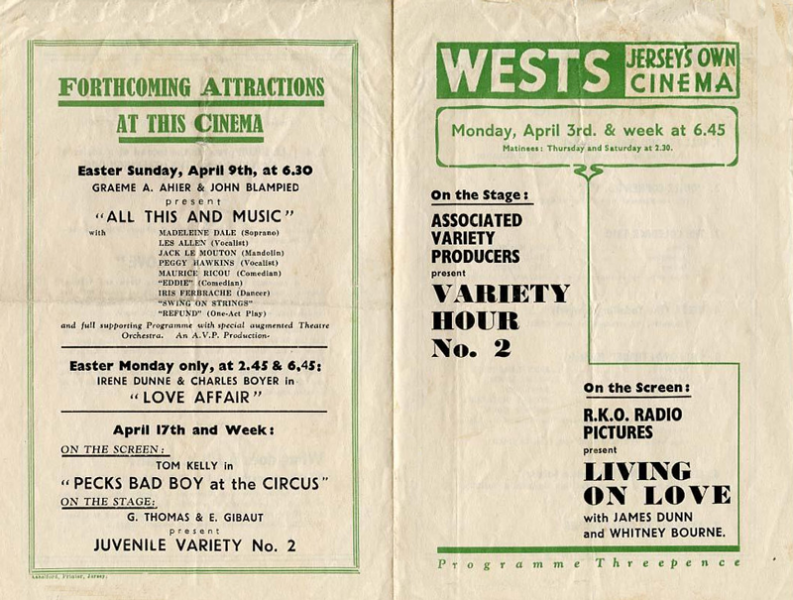 FORTHCOMING ATTRACTIONS
AT THIS CINEMA
Easter Sunday, April 9th, at 6.30
GRAEME A. AHIER & JOHN BLAMPIED
present
"ALL THIS AND MUSIC"
with MADELEINE DALE (Soprano)
LES ALLEN (Vocalist)
JACK LE MOUTON (Mandolin)
PEGGY HAWKINS (Vocalist)
MAURICE RICOU (Comedian)
"EDDIE" (Comedian)
IRIS FERBRACHE (Dancer)
"SWING ON STRINGS"
"REFUND" (One-Act Play)
and full supporting Programme with special augmented Theatre
Orchestra. An A.V.P. Production-
Easter Monday only, at 2.45 & 6.45:
IRENE DUNNE & CHARLES BOYER in
"LOVE AFFAIR"
April 17th and Week:
ON THE SCREEN:
TOM KELLY in
"PECKS BAD BOY at the CIRCUS"
ON THE STAGE:
G. THOMAS & E. GIBAUT
present
JUVENILE VARIETY No. 2
Printer, Jersey.
WESTS JERSEY'S OWN
CINEMA
Monday, April 3rd. & week at 6.45
Matinees: Thursday and Saturday at 2.30.
On the Stage:
ASSOCIATED
VARIETY
PRODUCERS
present
VARIETY
HOUR
No. 2
On the Screen:
R.K.O. RADIO
PICTURES
present
LIVING
ON LOVE
with JAMES DUNN
and WHITNEY BOURNE.
Programme Threepence